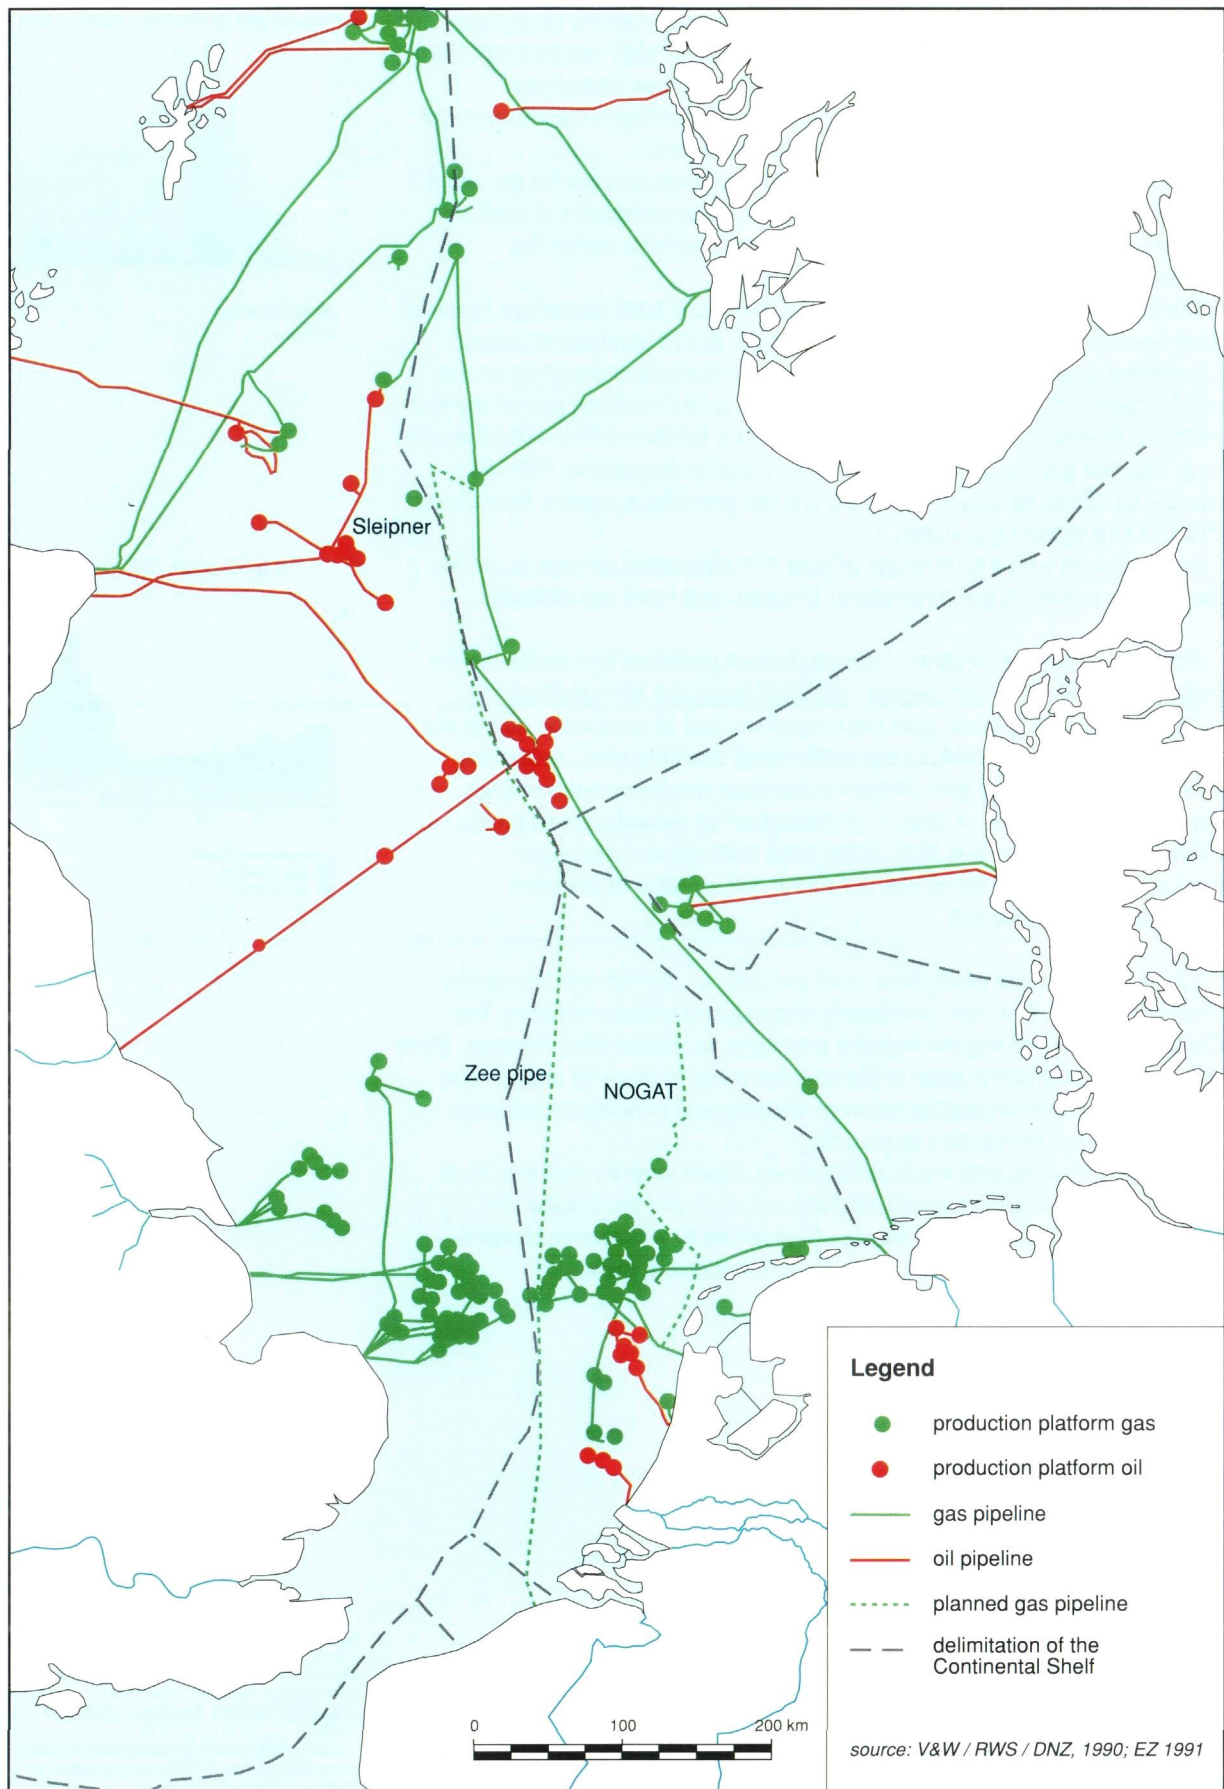 Sleipner
Zee pipe
NOGAT
Legend
production platform gas
production platform oil
gas pipeline
oil pipeline
planned gas pipeline
delimitation of the
Continental Shelf
0 100 200 km
source: V&W / RWS / DNZ, 1990; EZ 1991